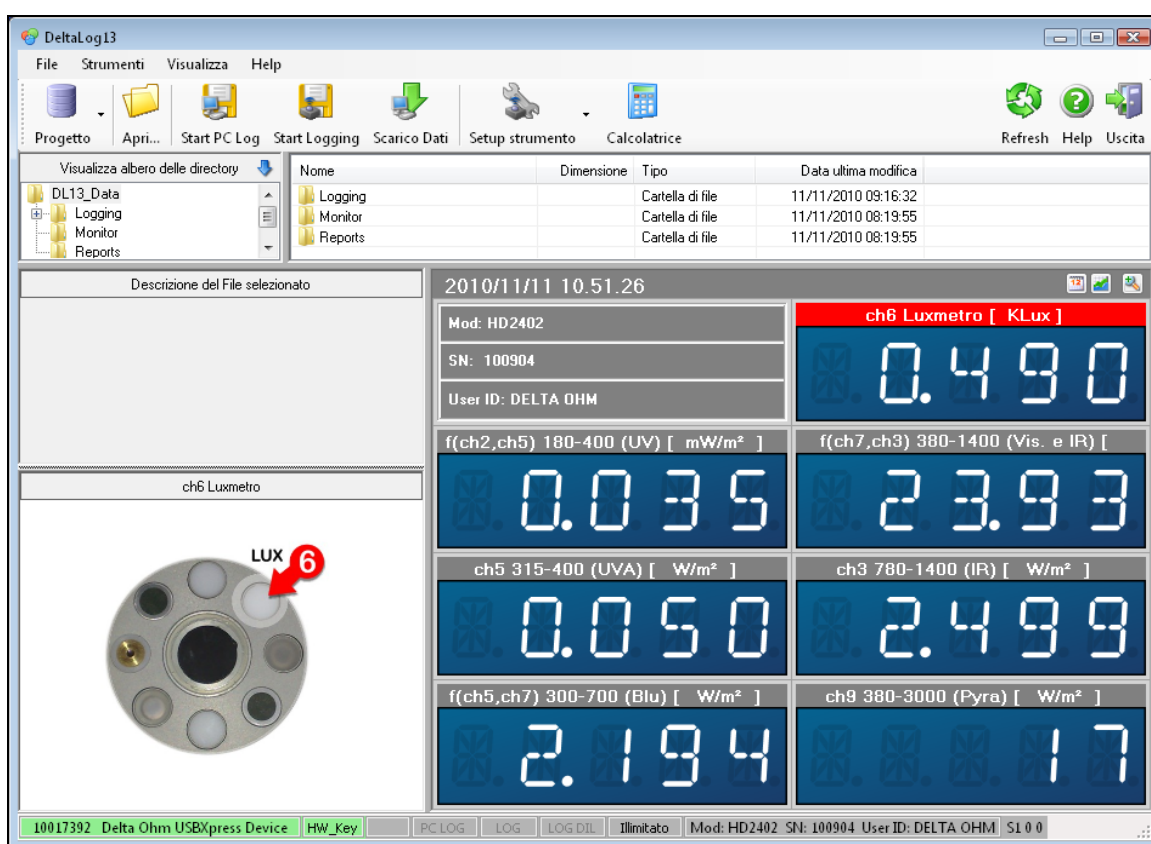 DeltaLog13
File Strumenti Visualizza Help
Progetto Apri... Start PC Log Start Logging Scarico Dati Setup strumento Calcolatrice Refresh Help Uscita
Visualizza albero delle directory
DL13_Data
Logging
Monitor
Reports
Nome Dimensione Tipo Data ultima modifica
Logging Cartella di file 11/11/2010 09:16:32
Monitor Cartella di file 11/11/2010 08:19:55
Reports Cartella di file 11/11/2010 08:19:55
Descrizione del File selezionato
ch6 Luxmetro
LUX 6
2010/11/11 10.51.26
12
Mod: HD2402
SN: 100904
User ID: DELTA OHM
ch6 Luxmetro [ KLux ]
0.490
f(ch2,ch5) 180-400 (UV) [ mW/m² ]
0.035
f(ch7,ch3) 380-1400 (Vis. e IR) [
23.93
ch5 315-400 (UVA) [ W/m² ]
0.050
ch3 780-1400 (IR) [ W/m² ]
2.499
f(ch5,ch7) 300-700 (Blu) [ W/m² ]
2.194
ch9 380-3000 (Pyra) [ W/m² ]
17
10017392 Delta Ohm USBXpress Device HW_Key PC LOG LOG LOG DIL Illimitato Mod: HD2402 SN: 100904 User ID: DELTA OHM S1 0 0